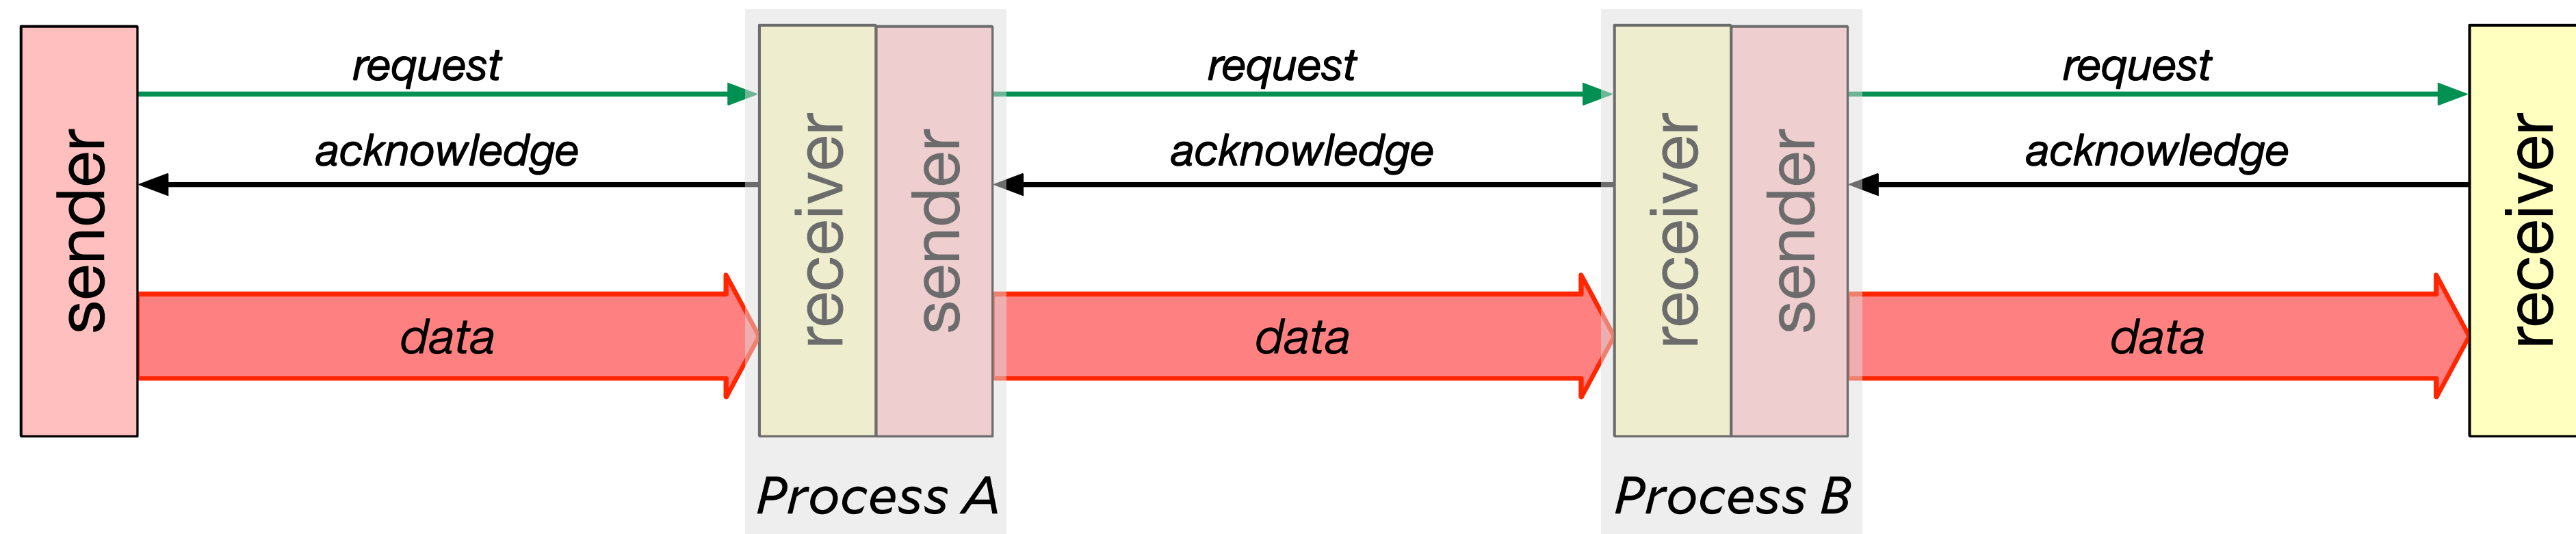 sender
request
acknowledge
data
receiver
sender
Process A
request
acknowledge
data
receiver
sender
Process B
request
acknowledge
data
receiver